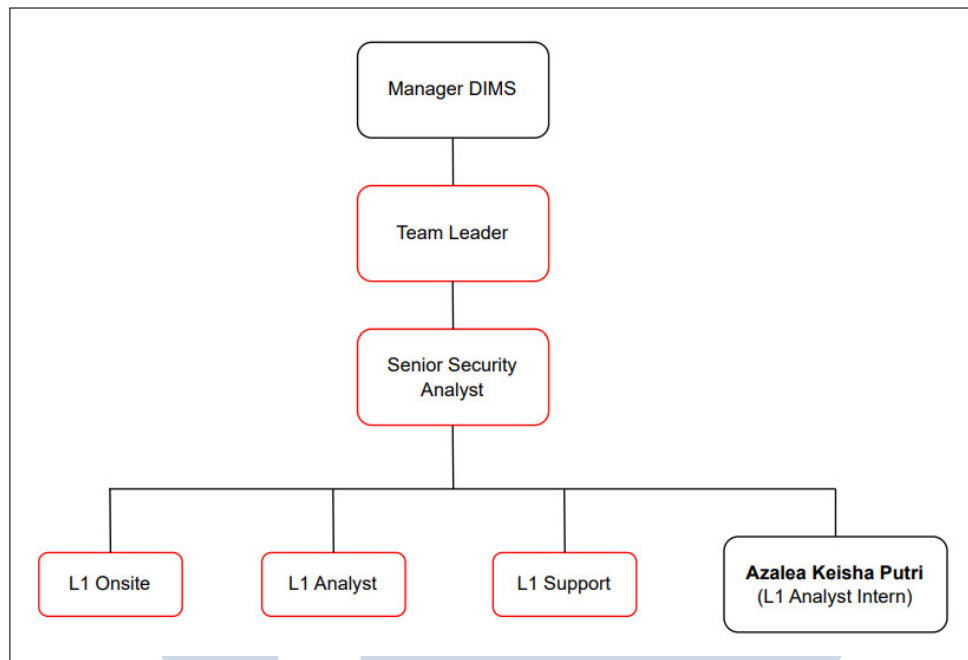 Manager DIMS
Team Leader
Senior Security
Analyst
L1 Onsite
L1 Analyst
L1 Support
Azalea Keisha Putri
(L1 Analyst Intern)